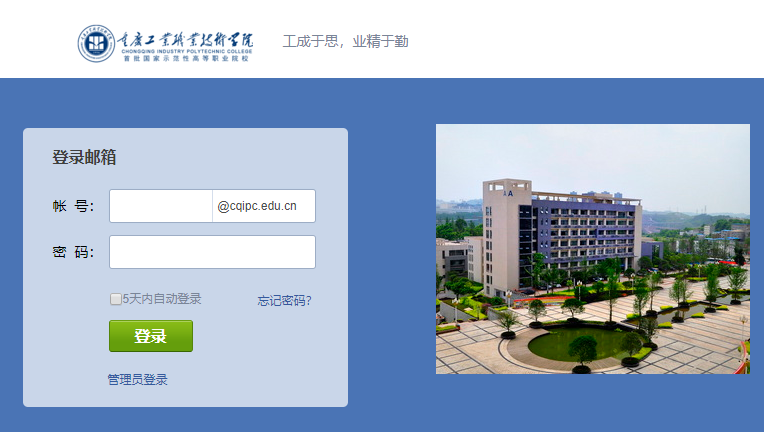 重庆工业职业技术学院
CHONGQING INDUSTRY POLYTECHNIC COLLEGE
首批国家示范性高等职业院校
工成于思，业精于勤
登录邮箱
帐 号： @cqipc.edu.cn
密 码：
5天内自动登录 忘记密码?
登录
管理员登录
A